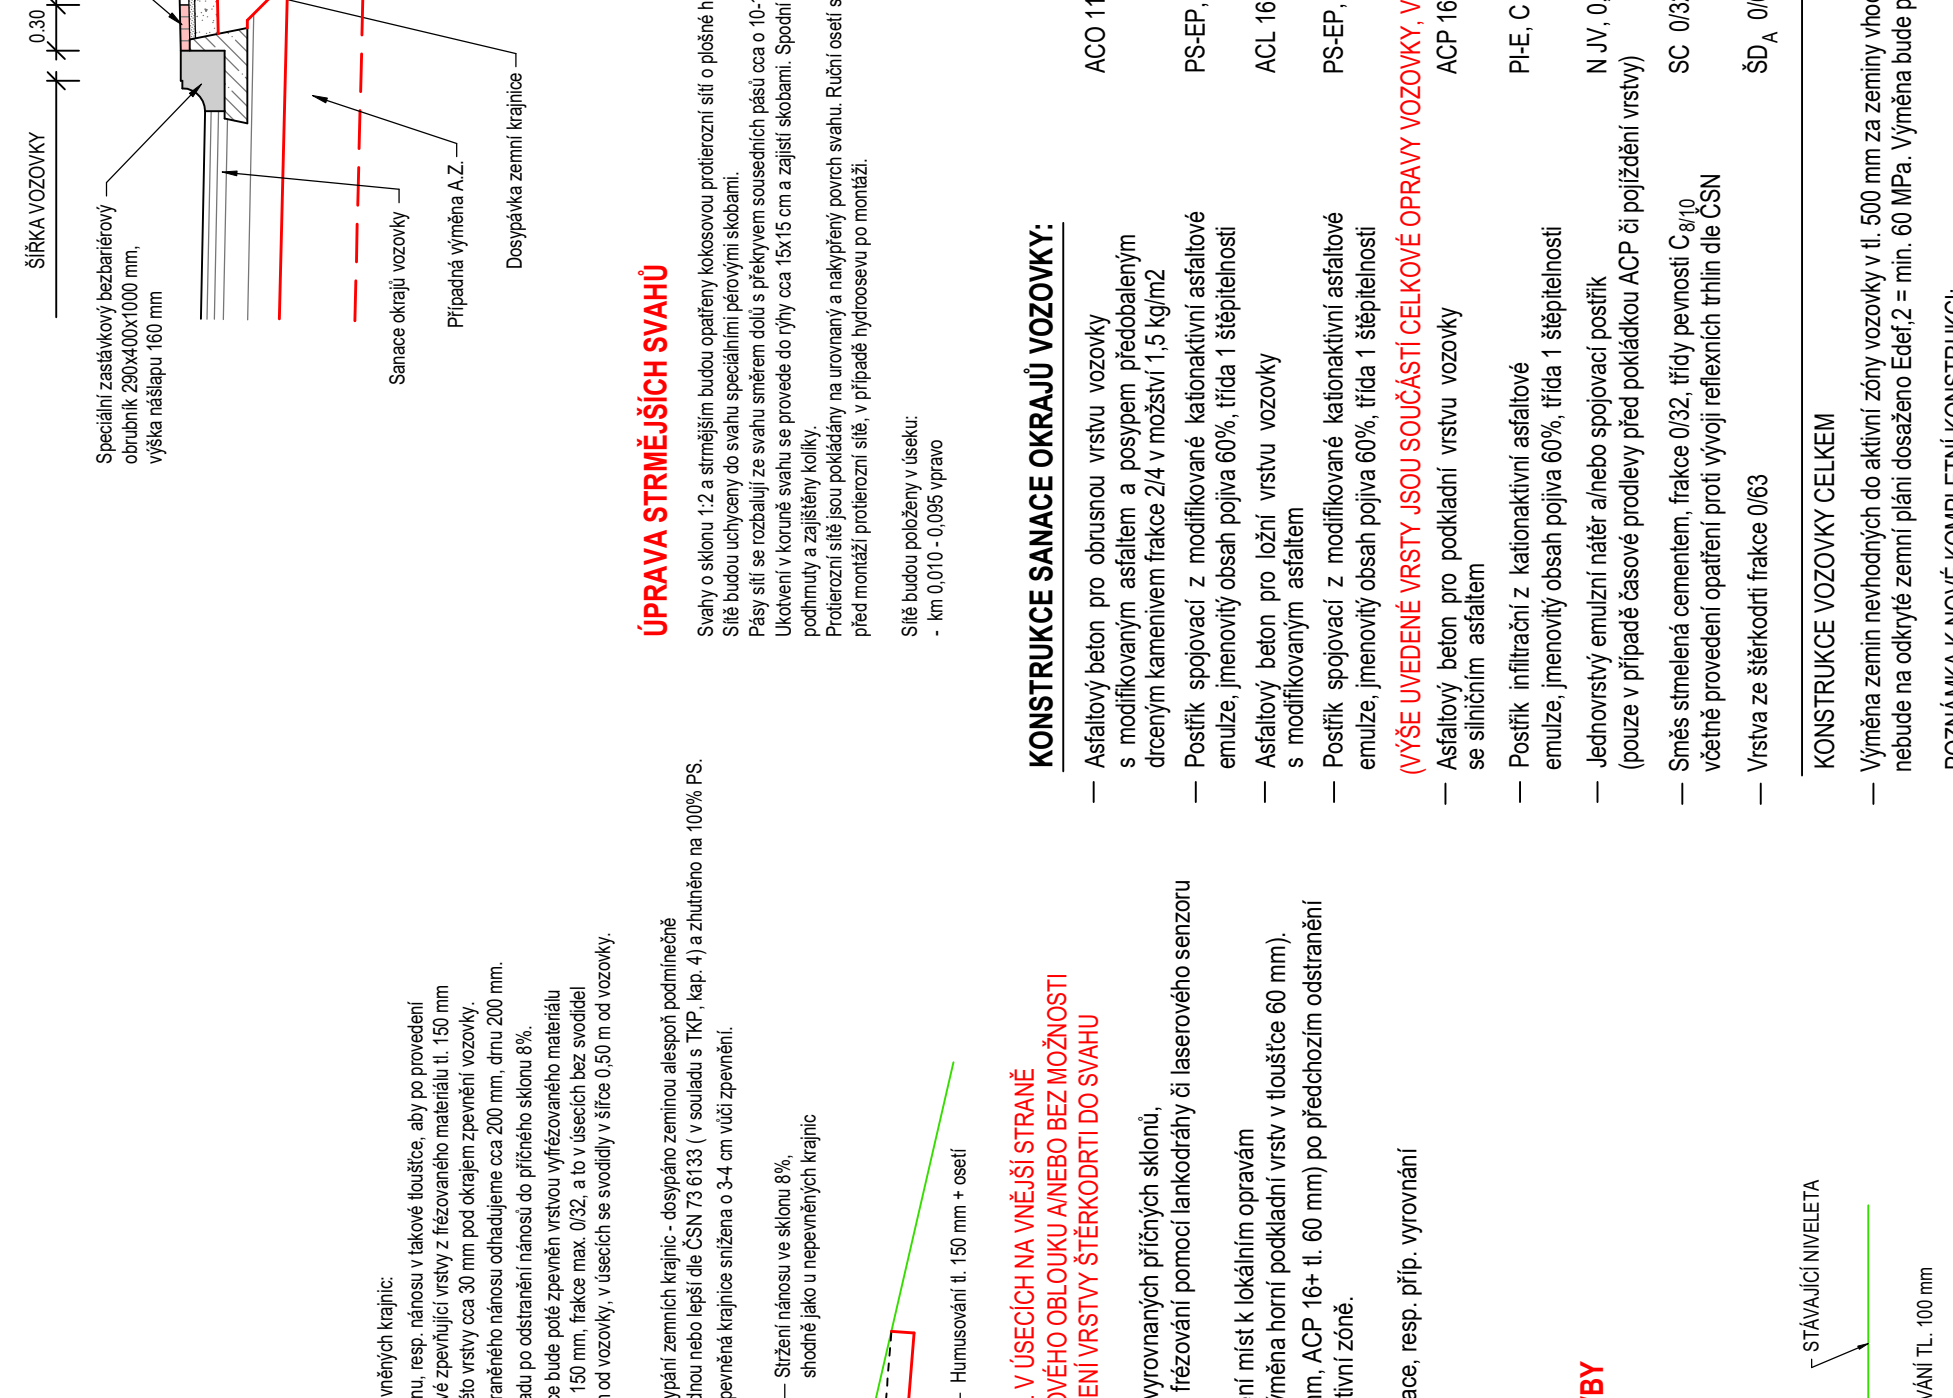 0.30
ŠÍŘKA VOZOVKY
Speciální zastávkový bezbariérový
obrubník 290x400x1000 mm,
výška nášlapu 160 mm
Sanace okrajů vozovky
Případná výměna A.Z.
Dosypávka zemní krajnice
ÚPRAVA STRMĚJŠÍCH SVAHŮ
Svahy o sklonu 1:2 a strmějším budou opatřeny kokosovou protierozní sítí o plošné h
Sítě budou uchyceny do svahu speciálními pérovými skobami.
Pásy sítí se rozbalují ze svahu směrem dolů s překryvem sousedních pásů cca o 10-
Ukotvení v koruně svahu se provede do rýhy cca 15x15 cm a zajistí skobami. Spodní
podhrnuty a zajištěny kolíky.
Protierozní sítě jsou pokládány na urovnaný a nakypřený povrch svahu. Ruční osetí s
před montáží protierozní sítě, v případě hydroosevu po montáži.
Sítě budou položeny v úseku:
- km 0,010 - 0,095 vpravo
KONSTRUKCE SANACE OKRAJŮ VOZOVKY:
— Asfaltový beton pro obrusnou vrstvu vozovky ACO 11
s modifikovaným asfaltem a posypem předobaleným
drceným kamenivem frakce 2/4 v možství 1,5 kg/m2
— Postřik spojovací z modifikované kationaktivní asfaltové PS-EP,
emulze, jmenovitý obsah pojiva 60%, třída 1 štěpitelnosti
— Asfaltový beton pro ložní vrstvu vozovky ACL 16
s modifikovaným asfaltem
— Postřik spojovací z modifikované kationaktivní asfaltové PS-EP,
emulze, jmenovitý obsah pojiva 60%, třída 1 štěpitelnosti
(VÝŠE UVEDENÉ VRSTY JSOU SOUČÁSTÍ CELKOVÉ OPRAVY VOZOVKY, V
— Asfaltový beton pro podkladní vrstvu vozovky ACP 16
se silničním asfaltem
— Postřik infiltrační z kationaktivní asfaltové PI-E, C
emulze, jmenovitý obsah pojiva 60%, třída 1 štěpitelnosti
— Jednovrstvý emulzní nátěr a/nebo spojovací postřik N JV, 0,
(pouze v případě časové prodlevy před pokládkou ACP či pojíždění vrstvy)
— Směs stmelená cementem, frakce 0/32, třídy pevnosti C8/10 SC 0/32
včetně provedení opatření proti vývoji reflexních trhlin dle ČSN
— Vrstva ze štěrkodrti frakce 0/63 ŠDA 0/6
KONSTRUKCE VOZOVKY CELKEM
— Výměna zemin nevhodných do aktivní zóny vozovky v tl. 500 mm za zeminy vhod
nebude na odkryté zemní pláni dosaženo Edef,2 = min. 60 MPa. Výměna bude p
POZNÁMKA K NOVÉ KOMPLETNÍ KONSTRUKCI:
vněných krajnic:
nu, resp. nánosu v takové tloušťce, aby po provedení
vé zpevňující vrstvy z frézovaného materiálu tl. 150 mm
éto vrstvy cca 30 mm pod okrajem zpevnění vozovky.
raněného nánosu odhadujeme cca 200 mm, drnu 200 mm.
adu po odstranění nánosů do příčného sklonu 8%.
ce bude poté zpevněn vrstvou vyfrézovaného materiálu
150 mm, frakce max. 0/32, a to v úsecích bez svodidel
n od vozovky, v úsecích se svodidly v šířce 0,50 m od vozovky.
ypání zemních krajnic - dosypáno zeminou alespoň podmínečně
dnou nebo lepší dle ČSN 73 6133 ( v souladu s TKP, kap. 4) a zhutněno na 100% PS.
pevněná krajnice snížena o 3-4 cm vůči zpevnění.
— Stržení nánosu ve sklonu 8%,
shodně jako u nepevněných krajnic
Humusování tl. 150 mm + osetí
. V ÚSECÍCH NA VNĚJŠÍ STRANĚ
OVÉHO OBLOUKU A/NEBO BEZ MOŽNOSTI
ENÍ VRSTVY ŠTĚRKODRTI DO SVAHU
vyrovnaných příčných sklonů,
frézování pomocí lankodráhy či laserového senzoru
ení míst k lokálním opravám
ýměna horní podkladní vrstv v tloušťce 60 mm).
nm, ACP 16+ tl. 60 mm) po předchozím odstranění
tivní zóně.
ace, resp. příp. vyrovnání
BY
STÁVAJÍCÍ NIVELETA
VÁNÍ TL. 100 mm